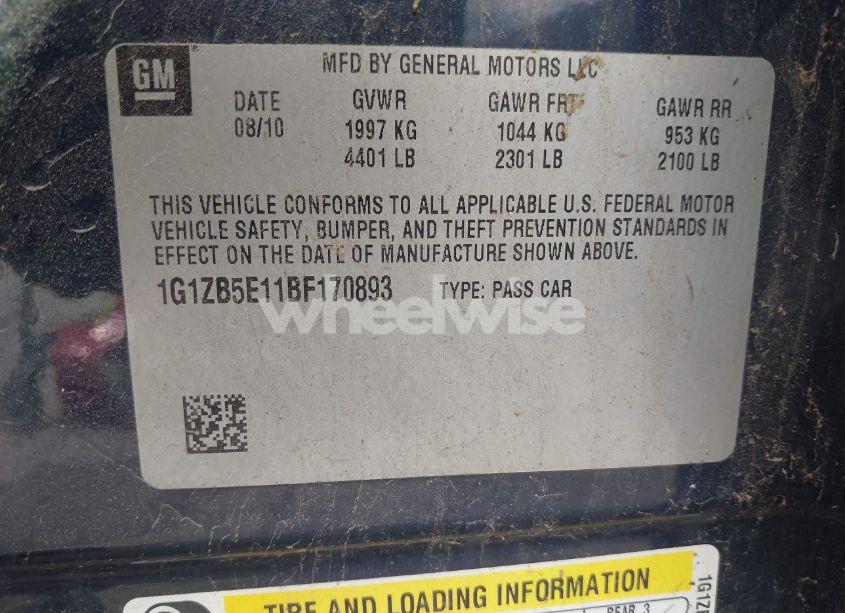 GM
MFD BY GENERAL MOTORS LLC
DATE GVWR GAWR FRT GAWR RR
08/10 1997 KG 1044 KG 953 KG
4401 LB 2301 LB 2100 LB
THIS VEHICLE CONFORMS TO ALL APPLICABLE U.S. FEDERAL MOTOR
VEHICLE SAFETY, BUMPER, AND THEFT PREVENTION STANDARDS IN
EFFECT ON THE DATE OF MANUFACTURE SHOWN ABOVE.
1G1ZB5E11BF170893 TYPE: PASS CAR
wheelwise
TIRE AND LOADING INFORMATION
REAR 3
1G1Z